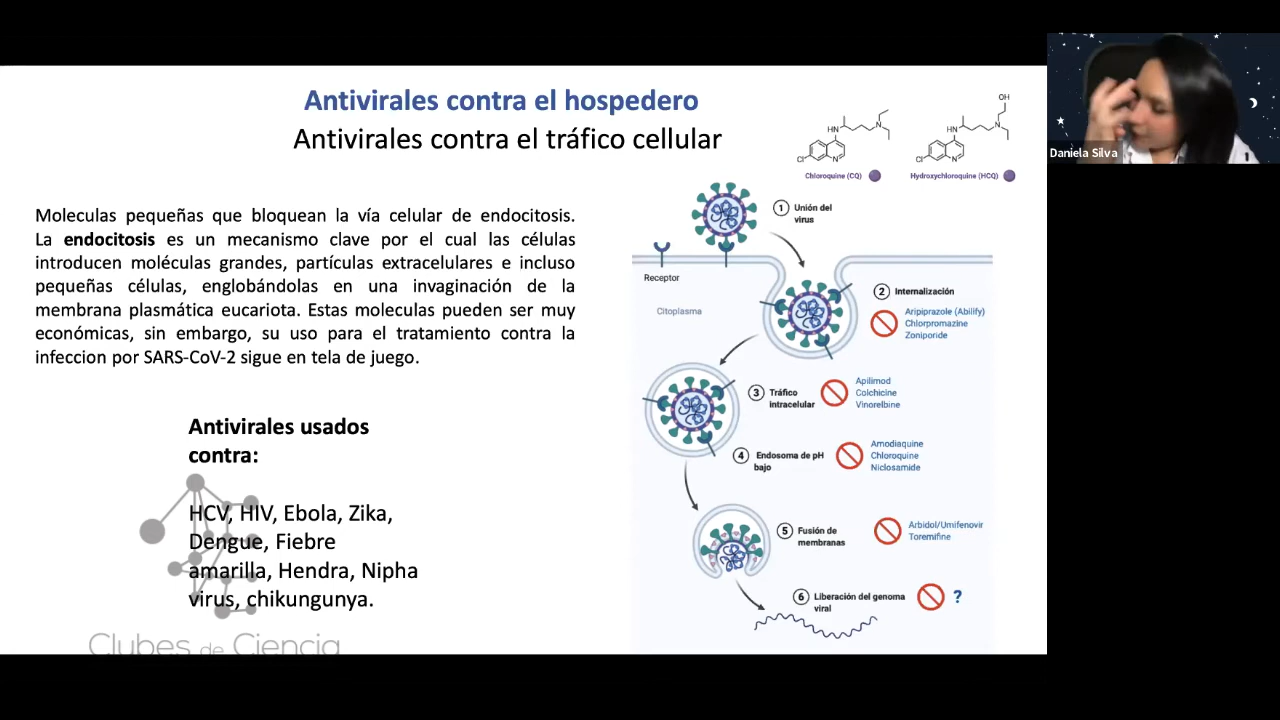 Antivirales contra el hospedero
Antivirales contra el tráfico cellular
Moleculas pequeñas que bloquean la vía celular de endocitosis.
La endocitosis es un mecanismo clave por el cual las células
introducen moléculas grandes, partículas extracelulares e incluso
pequeñas células, englobándolas en una invaginación de la
membrana plasmática eucariota. Estas moleculas pueden ser muy
económicas, sin embargo, su uso para el tratamiento contra la
infeccion por SARS-CoV-2 sigue en tela de juego.
Antivirales usados
contra:
HCV, HIV, Ebola, Zika,
Dengue, Fiebre
amarilla, Hendra, Nipha
virus, chikungunya.
Clubes de Ciencia
HN
N
Cl
N
Chloroquine (CQ)
OH
HN
N
Cl
N
Hydroxychloroquine (HCQ)
1 Unión del
virus
Receptor
Citoplasma
2 Internalización
Aripiprazole (Abilify)
Chlorpromazine
Zoniporide
3 Tráfico
intracelular
Apilimod
Colchicine
Vinorelbine
4 Endosoma de pH
bajo
Amodiaquine
Chloroquine
Niclosamide
5 Fusión de
membranas
Arbidol/Umifenovir
Toremifine
6 Liberación del genoma
viral
?
Daniela Silva